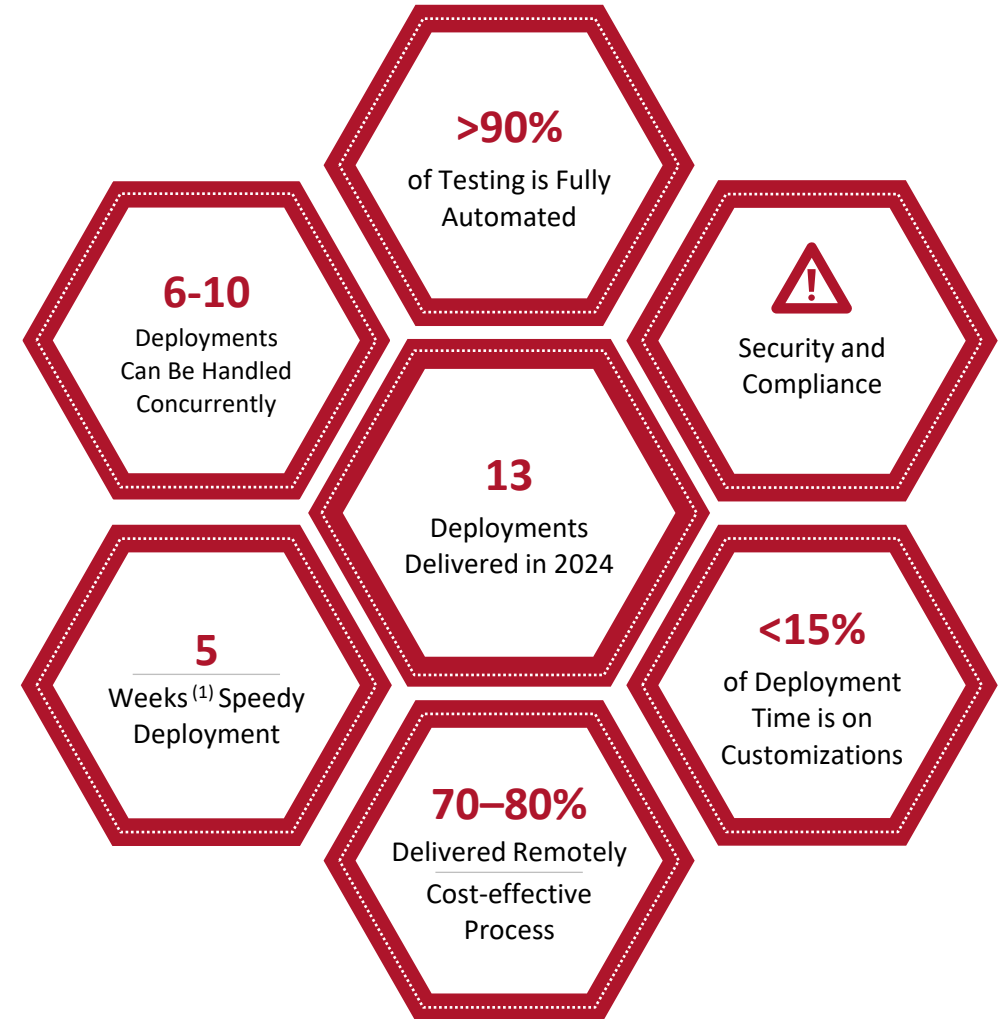 >90%
of Testing is Fully
Automated
6-10
Deployments
Can Be Handled
Concurrently
!
Security and
Compliance
13
Deployments
Delivered in 2024
5
Weeks (1) Speedy
Deployment
<15%
of Deployment
Time is on
Customizations
70–80%
Delivered Remotely
Cost-effective
Process